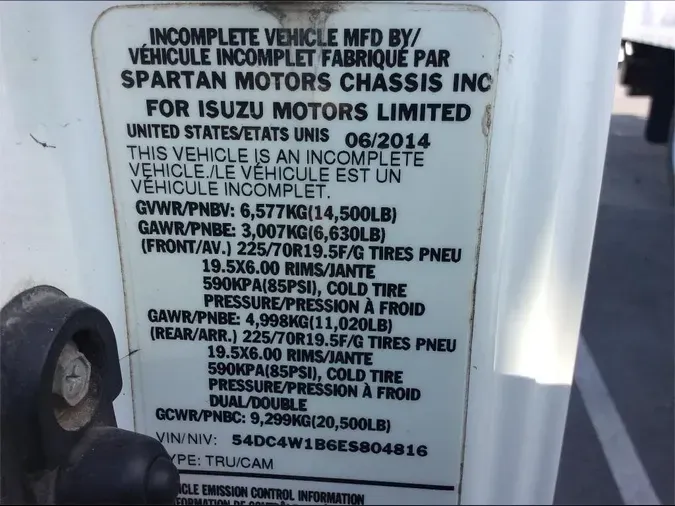 INCOMPLETE VEHICLE MFD BY/
VÉHICULE INCOMPLET FABRIQUÉ PAR
SPARTAN MOTORS CHASSIS INC
FOR ISUZU MOTORS LIMITED
UNITED STATES/ETATS UNIS 06/2014
THIS VEHICLE IS AN INCOMPLETE
VEHICLE./LE VÉHICULE EST UN
VÉHICULE INCOMPLET.
GVWR/PNBV: 6,577KG(14,500LB)
GAWR/PNBE: 3,007KG(6,630LB)
(FRONT/AV.) 225/70R19.5F/G TIRES PNEU
19.5X6.00 RIMS/JANTE
590KPA(85PSI), COLD TIRE
PRESSURE/PRESSION À FROID
GAWR/PNBE: 4,998KG(11,020LB)
(REAR/ARR.) 225/70R19.5F/G TIRES PNEU
19.5X6.00 RIMS/JANTE
590KPA(85PSI), COLD TIRE
PRESSURE/PRESSION À FROID
DUAL/DOUBLE
GCWR/PNBC: 9,299KG(20,500LB)
VIN/NIV: 54DC4W1B6ES804816
YPE: TRU/CAM
ICLE EMISSION CONTROL INFORMATION